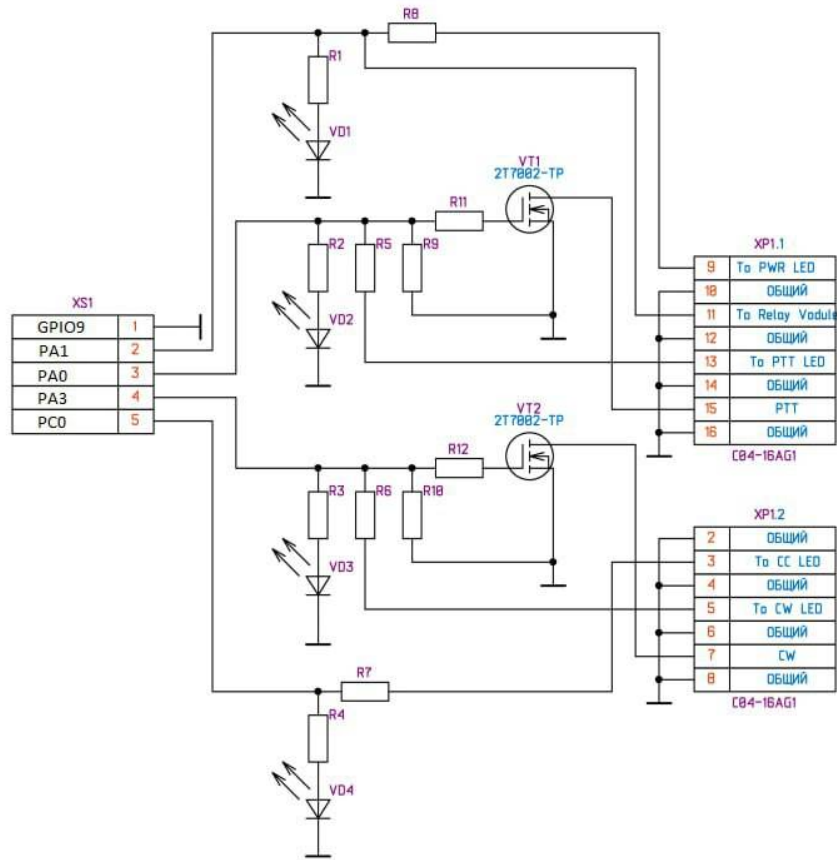 R8
R1
VD1
VT1
2T7002-TP
R11
R2
R5
R9
VD2
XP1.1
9 To PWR LED
10 ОБЩИЙ
11 To Relay Vodule
12 ОБЩИЙ
13 To PTT LED
14 ОБЩИЙ
15 PTT
16 ОБЩИЙ
C04-16AG1
XS1
GPIO9 1
PA1 2
PA0 3
PA3 4
PC0 5
VT2
2T7002-TP
R12
R3
R6
R10
VD3
XP1.2
2 ОБЩИЙ
3 To CC LED
4 ОБЩИЙ
5 To CW LED
6 ОБЩИЙ
7 CW
8 ОБЩИЙ
C04-16AG1
R7
R4
VD4